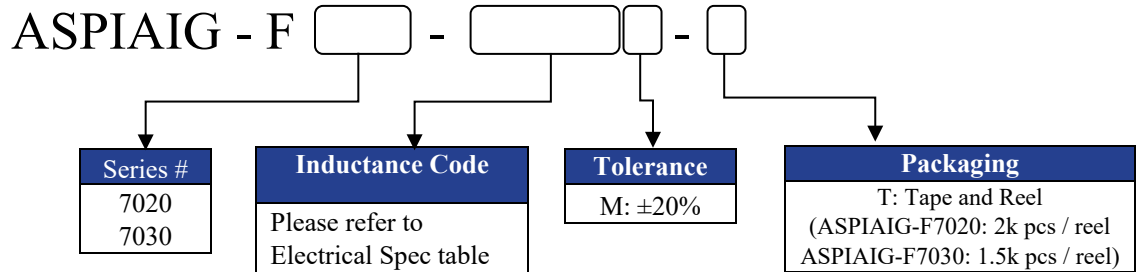 ASPIAIG - F - -
Series #
7020
7030
Inductance Code
Please refer to
Electrical Spec table
Tolerance
M: ±20%
Packaging
T: Tape and Reel
(ASPIAIG-F7020: 2k pcs / reel
ASPIAIG-F7030: 1.5k pcs / reel)